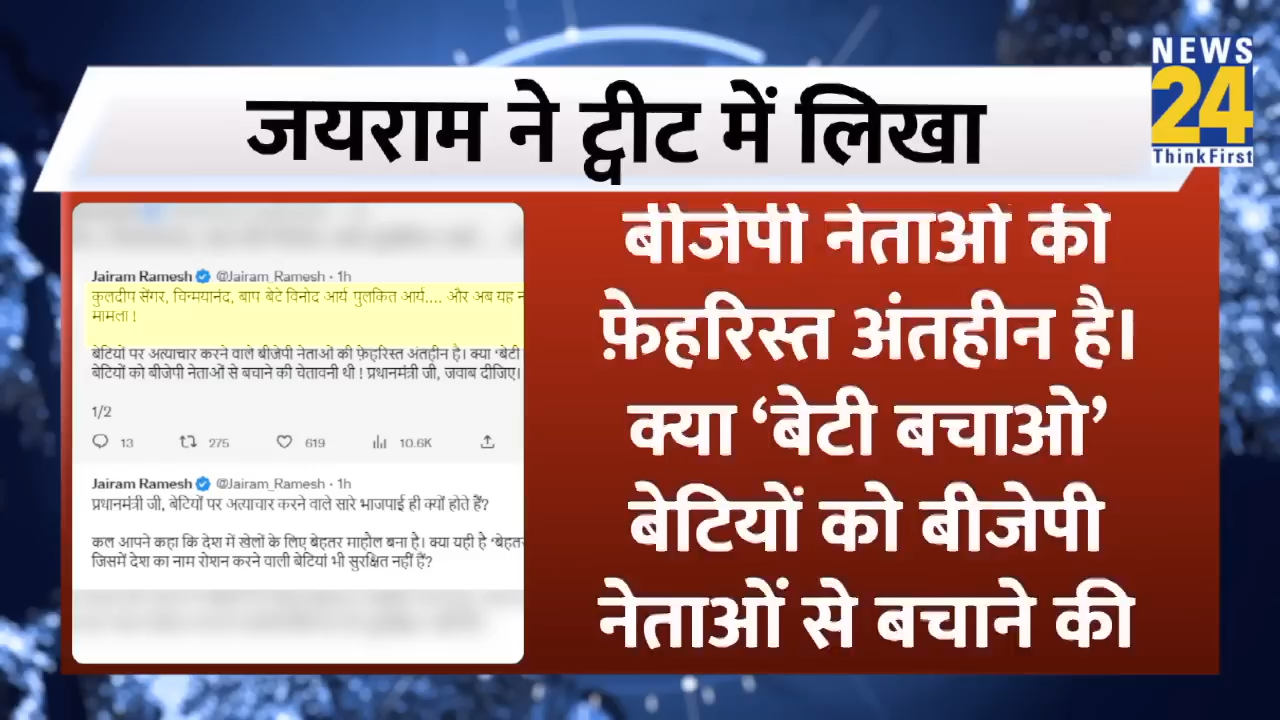 जयराम ने ट्वीट में लिखा
NEWS
24
ThinkFirst
Jairam Ramesh @Jairam_Ramesh · 1h
कुलदीप सेंगर, चिन्मयानंद, बाप बेटे विनोद आर्य पुलकित आर्य.... और अब यह
मामला !
बेटियों पर अत्याचार करने वाले बीजेपी नेताओं की फ़ेहरिस्त अंतहीन है। क्या 'बेटी
बेटियों को बीजेपी नेताओं से बचाने की चेतावनी थी ! प्रधानमंत्री जी, जवाब दीजिए।
1/2
13 275 619 10.6K
Jairam Ramesh @Jairam_Ramesh · 1h
प्रधानमंत्री जी, बेटियों पर अत्याचार करने वाले सारे भाजपाई ही क्यों होते हैं?
कल आपने कहा कि देश में खेलों के लिए बेहतर माहौल बना है। क्या यही है 'बेहतर
जिसमें देश का नाम रोशन करने वाली बेटियां भी सुरक्षित नहीं हैं?
बीजेपी नेताओं की
फ़ेहरिस्त अंतहीन है।
क्या ‘बेटी बचाओ’
बेटियों को बीजेपी
नेताओं से बचाने की